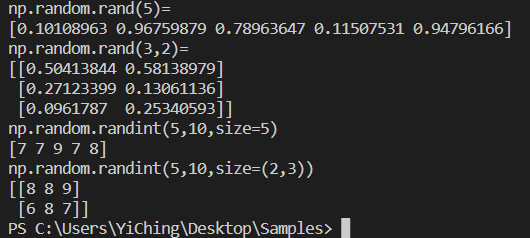 np.random.rand(5)=
[0.10108963 0.96759879 0.78963647 0.11507531 0.94796166]
np.random.rand(3,2)=
[[0.50413844 0.58138979]
 [0.27123399 0.13061136]
 [0.0961787  0.25340593]]
np.random.randint(5,10,size=5)
[7 7 9 7 8]
np.random.randint(5,10,size=(2,3))
[[8 8 9]
 [6 8 7]]
PS C:\Users\YiChing\Desktop\Samples>